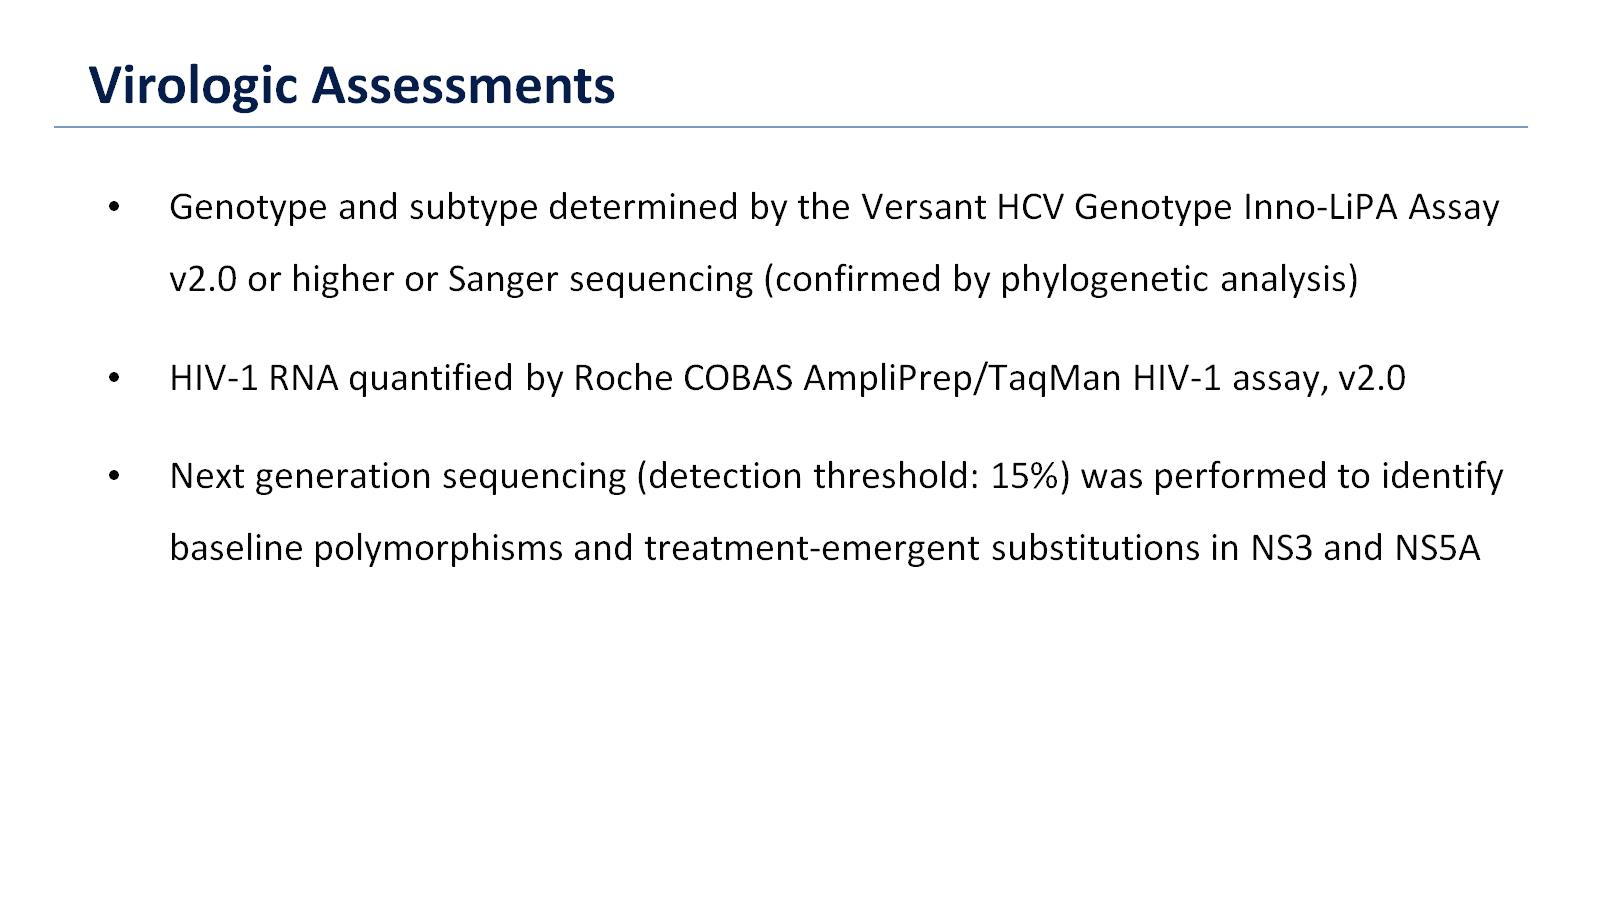 Virologic Assessments
• Genotype and subtype determined by the Versant HCV Genotype Inno-LiPA Assay
v2.0 or higher or Sanger sequencing (confirmed by phylogenetic analysis)
• HIV-1 RNA quantified by Roche COBAS AmpliPrep/TaqMan HIV-1 assay, v2.0
• Next generation sequencing (detection threshold: 15%) was performed to identify
baseline polymorphisms and treatment-emergent substitutions in NS3 and NS5A